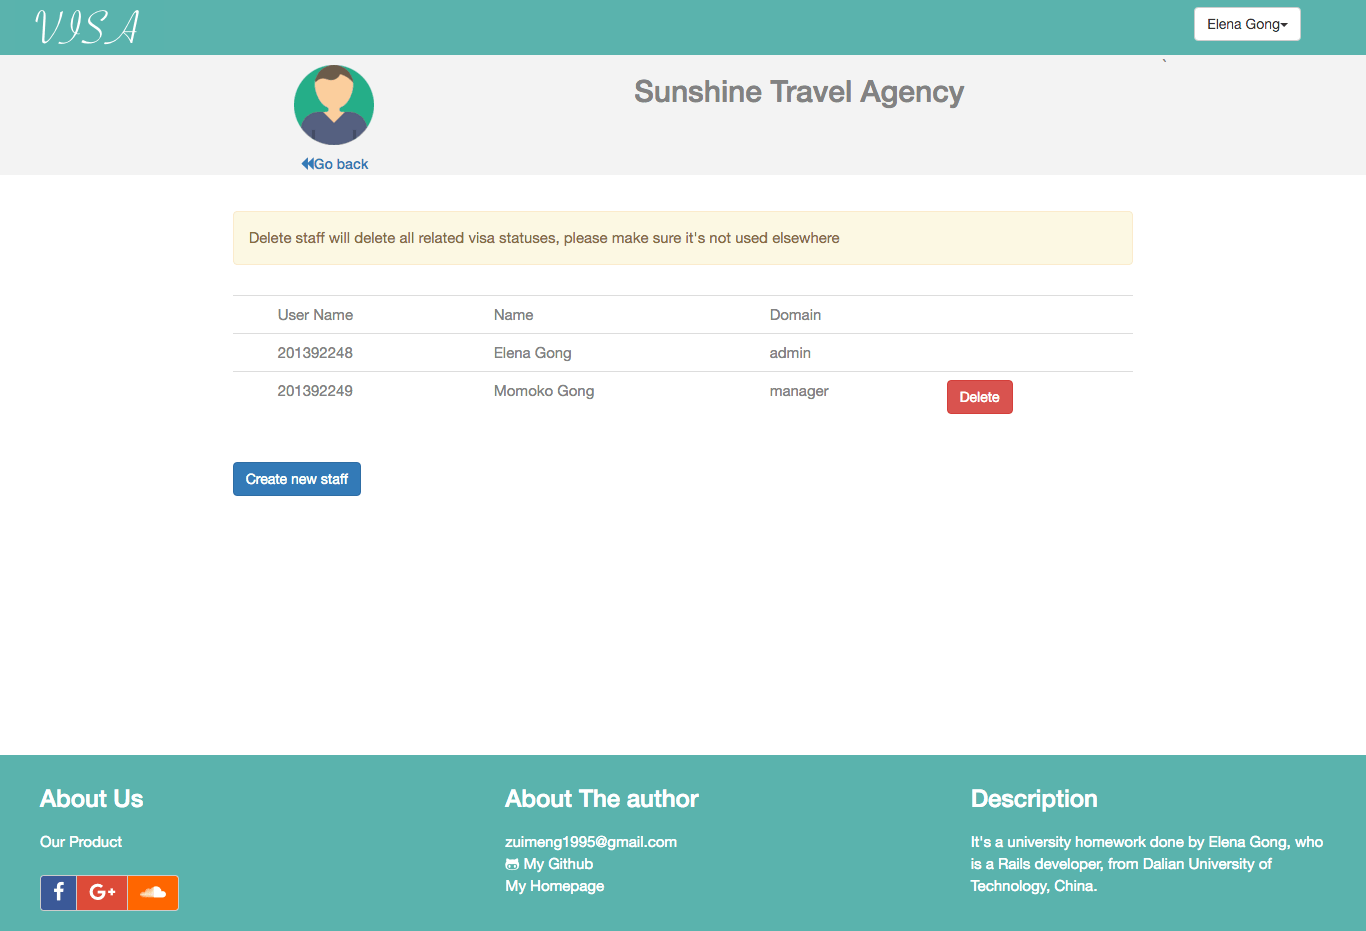 VISA
Elena Gong
`
Sunshine Travel Agency
Go back
Delete staff will delete all related visa statuses, please make sure it's not used elsewhere
User Name Name Domain
201392248 Elena Gong admin
201392249 Momoko Gong manager Delete
Create new staff
About Us
Our Product
f G+
About The author
zuimeng1995@gmail.com
My Github
My Homepage
Description
It's a university homework done by Elena Gong, who
is a Rails developer, from Dalian University of
Technology, China.